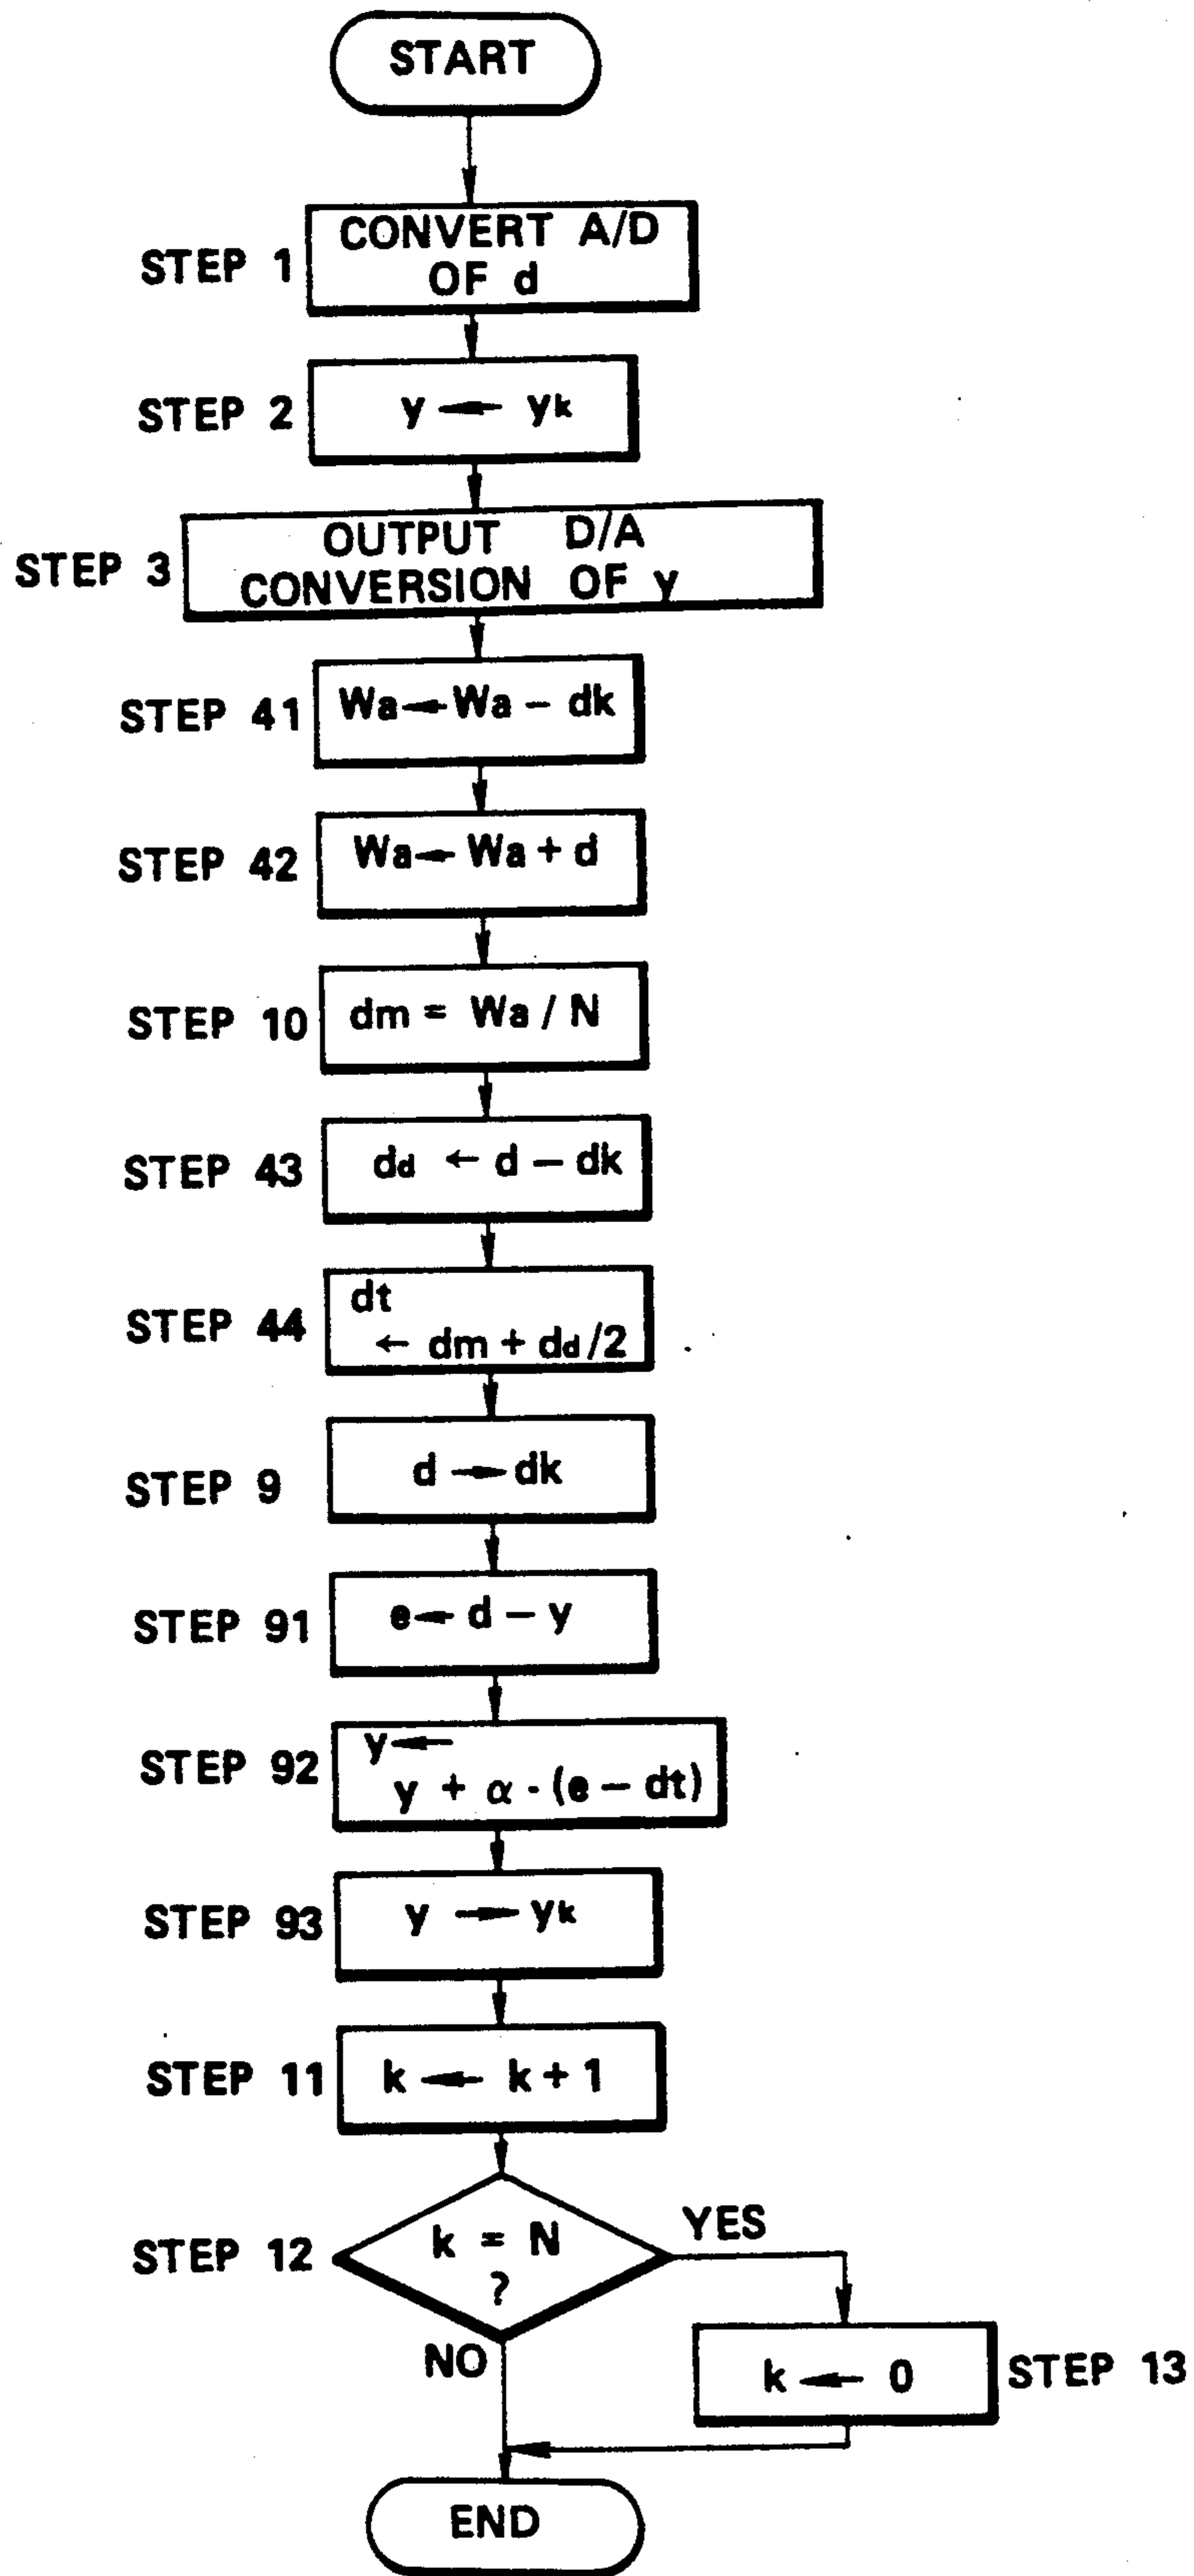 START
STEP 1
CONVERT A/D
OF d
STEP 2
y ← yk
STEP 3
OUTPUT D/A
CONVERSION OF y
STEP 41
Wa ← Wa − dk
STEP 42
Wa ← Wa + d
STEP 10
dm = Wa / N
STEP 43
dd ← d − dk
STEP 44
dt
← dm + dd/2
STEP 9
d → dk
STEP 91
e ← d − y
STEP 92
y ←
y + α · (e − dt)
STEP 93
y → yk
STEP 11
k ← k + 1
STEP 12
k = N
?
YES
NO
k ← 0
STEP 13
END